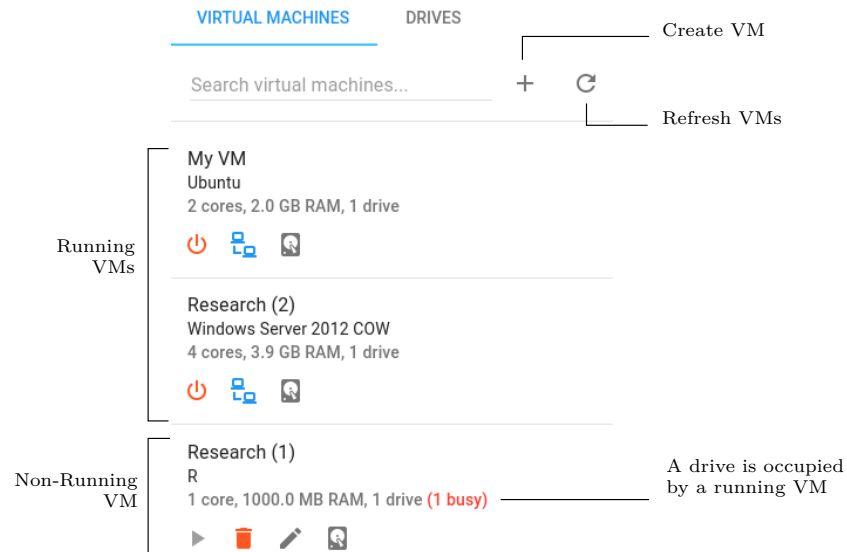 VIRTUAL MACHINES DRIVES
Create VM
Search virtual machines...
Refresh VMs
My VM
Ubuntu
2 cores, 2.0 GB RAM, 1 drive
Running
VMs
Research (2)
Windows Server 2012 COW
4 cores, 3.9 GB RAM, 1 drive
Research (1)
R
1 core, 1000.0 MB RAM, 1 drive (1 busy)
Non-Running
VM
A drive is occupied
by a running VM